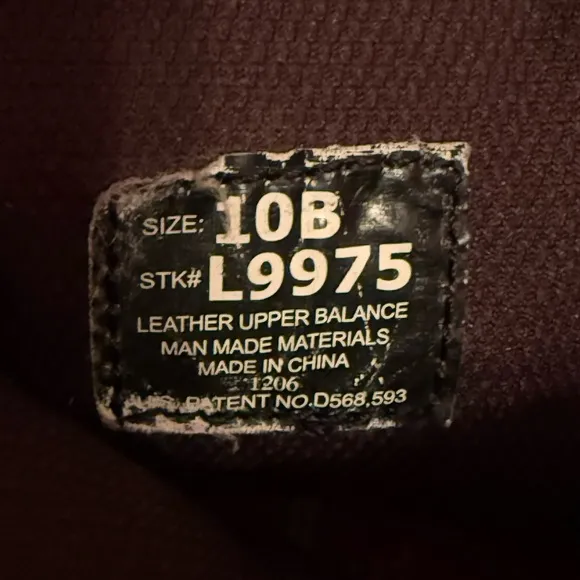 SIZE: 10B
STK# L9975
LEATHER UPPER BALANCE
MAN MADE MATERIALS
MADE IN CHINA
1206
U.S. PATENT NO.D568,593